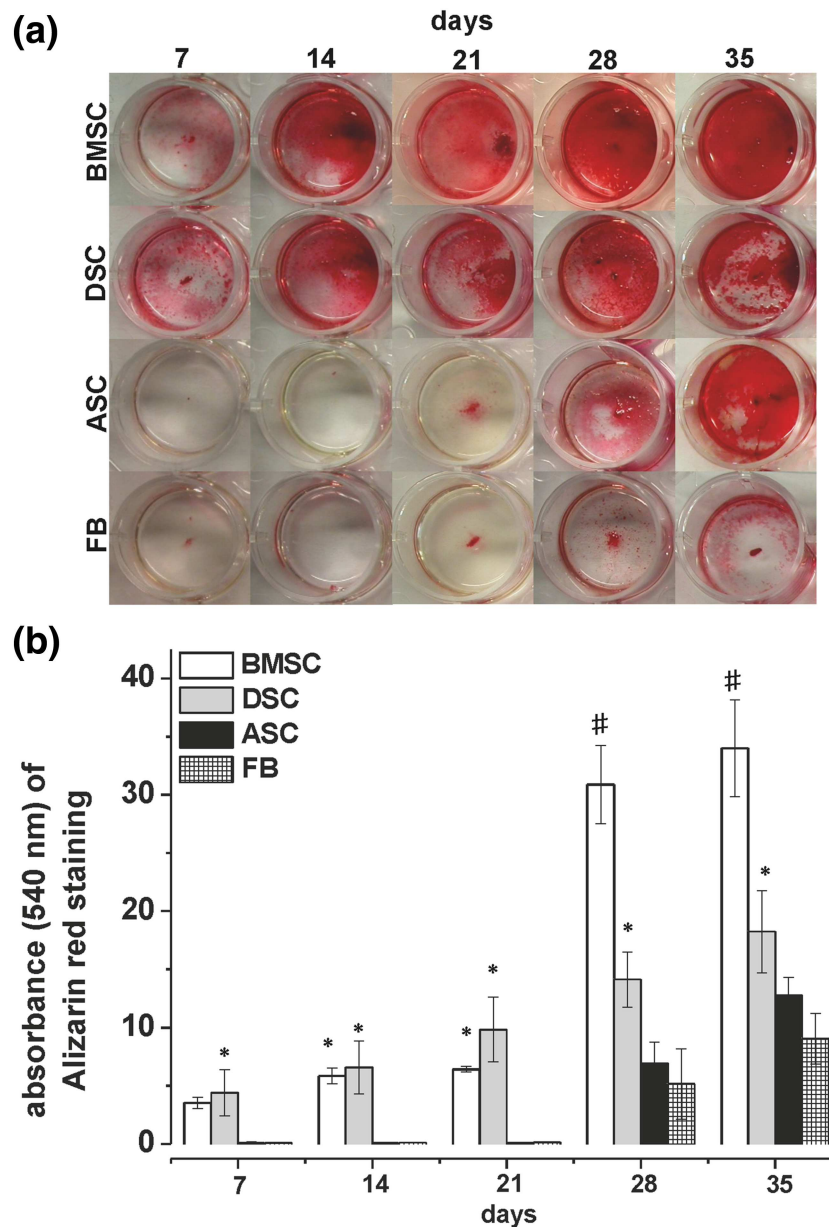 (a)
days
7 14 21 28 35
BMSC
DSC
ASC
FB
(b)
absorbance (540 nm) of
Alizarin red staining
BMSC
DSC
ASC
FB
40
30
20
10
0
#
#
*
*
*
*
*
*
*
7 14 21 28 35
days